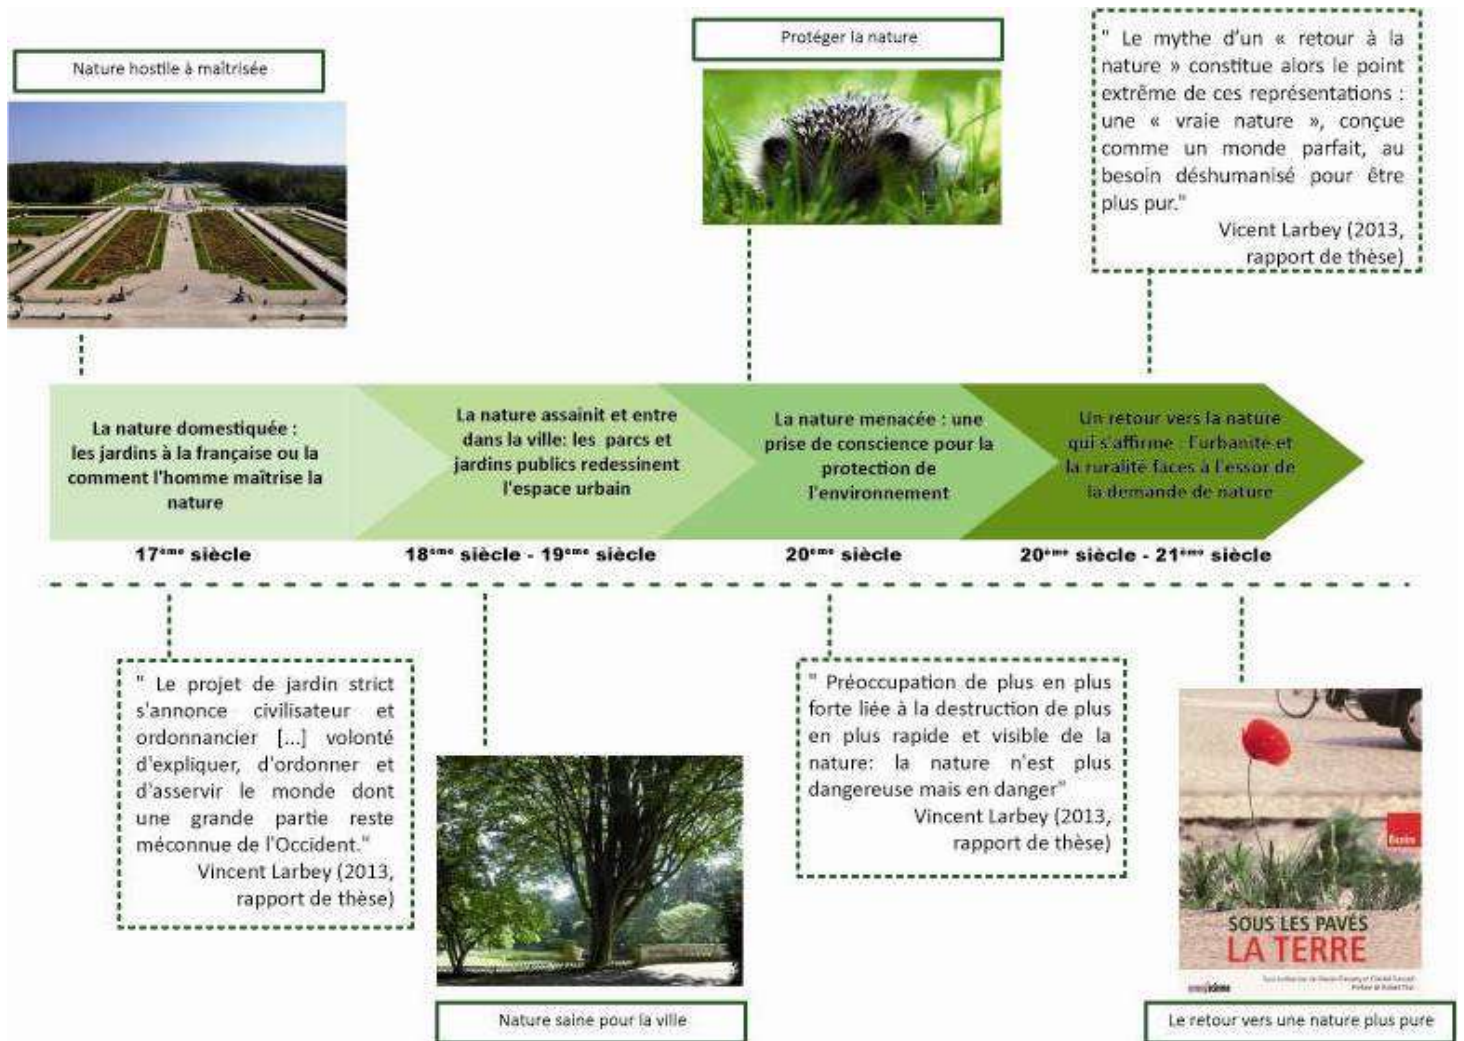 Nature hostile à maîtrisée
Protéger la nature
" Le mythe d'un « retour à la
nature » constitue alors le point
extrême de ces représentations :
une « vraie nature », conçue
comme un monde parfait, au
besoin déshumanisé pour être
plus pur."
Vicent Larbey (2013,
rapport de thèse)
La nature domestiquée :
les jardins à la française ou la
comment l'homme maîtrise la
nature
La nature assainit et entre
dans la ville: les parcs et
jardins publics redessinent
l'espace urbain
La nature menacée : une
prise de conscience pour la
protection de
l'environnement
Un retour vers la nature
qui s'affirme : l'urbanité et
la ruralité faces à l'essor de
la demande de nature
17ème siècle
18ème siècle - 19ème siècle
20ème siècle
20ème siècle - 21ème siècle
" Le projet de jardin strict
s'annonce civilisateur et
ordonnancier [...] volonté
d'expliquer, d'ordonner et
d'asservir le monde dont
une grande partie reste
méconnue de l'Occident."
Vincent Larbey (2013,
rapport de thèse)
" Préoccupation de plus en plus
forte liée à la destruction de plus
en plus rapide et visible de la
nature: la nature n'est plus
dangereuse mais en danger"
Vincent Larbey (2013,
rapport de thèse)
SOUS LES PAVÉS
LA TERRE
Nature saine pour la ville
Le retour vers une nature plus pure